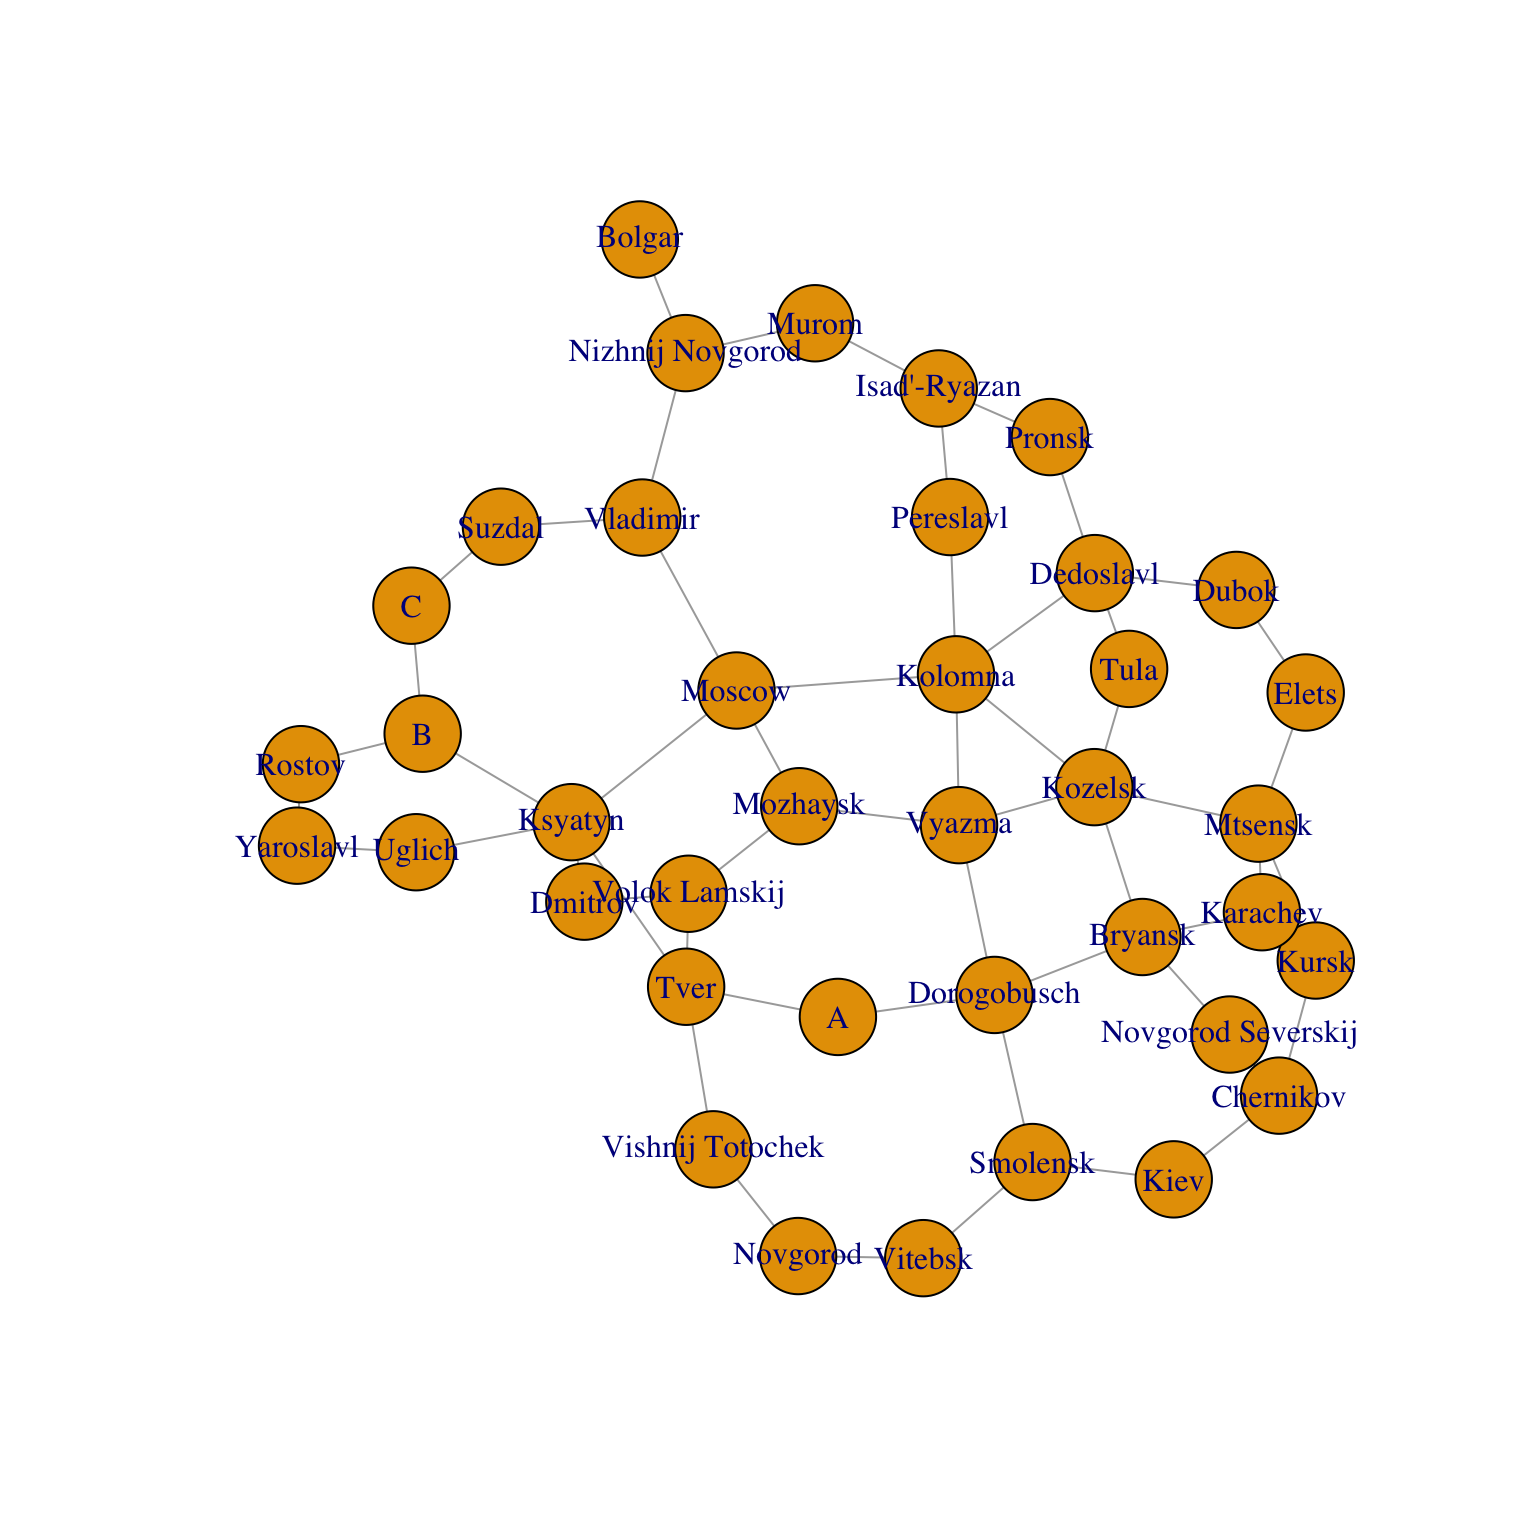 Bolgar
Murom
Nizhnij Novgorod
Isad'-Ryazan
Pronsk
Suzdal
Vladimir
Pereslavl
Dedoslavl
Dubok
C
Tula
Kolomna
Moscow
Elets
B
Rostov
Kozelsk
Mozhaysk
Ksyatyn
Vyazma
Mtsensk
Yaroslavl
Uglich
Volok Lamskij
Dmitrov
Karachev
Bryansk
Kursk
Tver
Dorogobusch
A
Novgorod Severskij
Chernikov
Vishnij Totochek
Smolensk
Kiev
Novgorod
Vitebsk